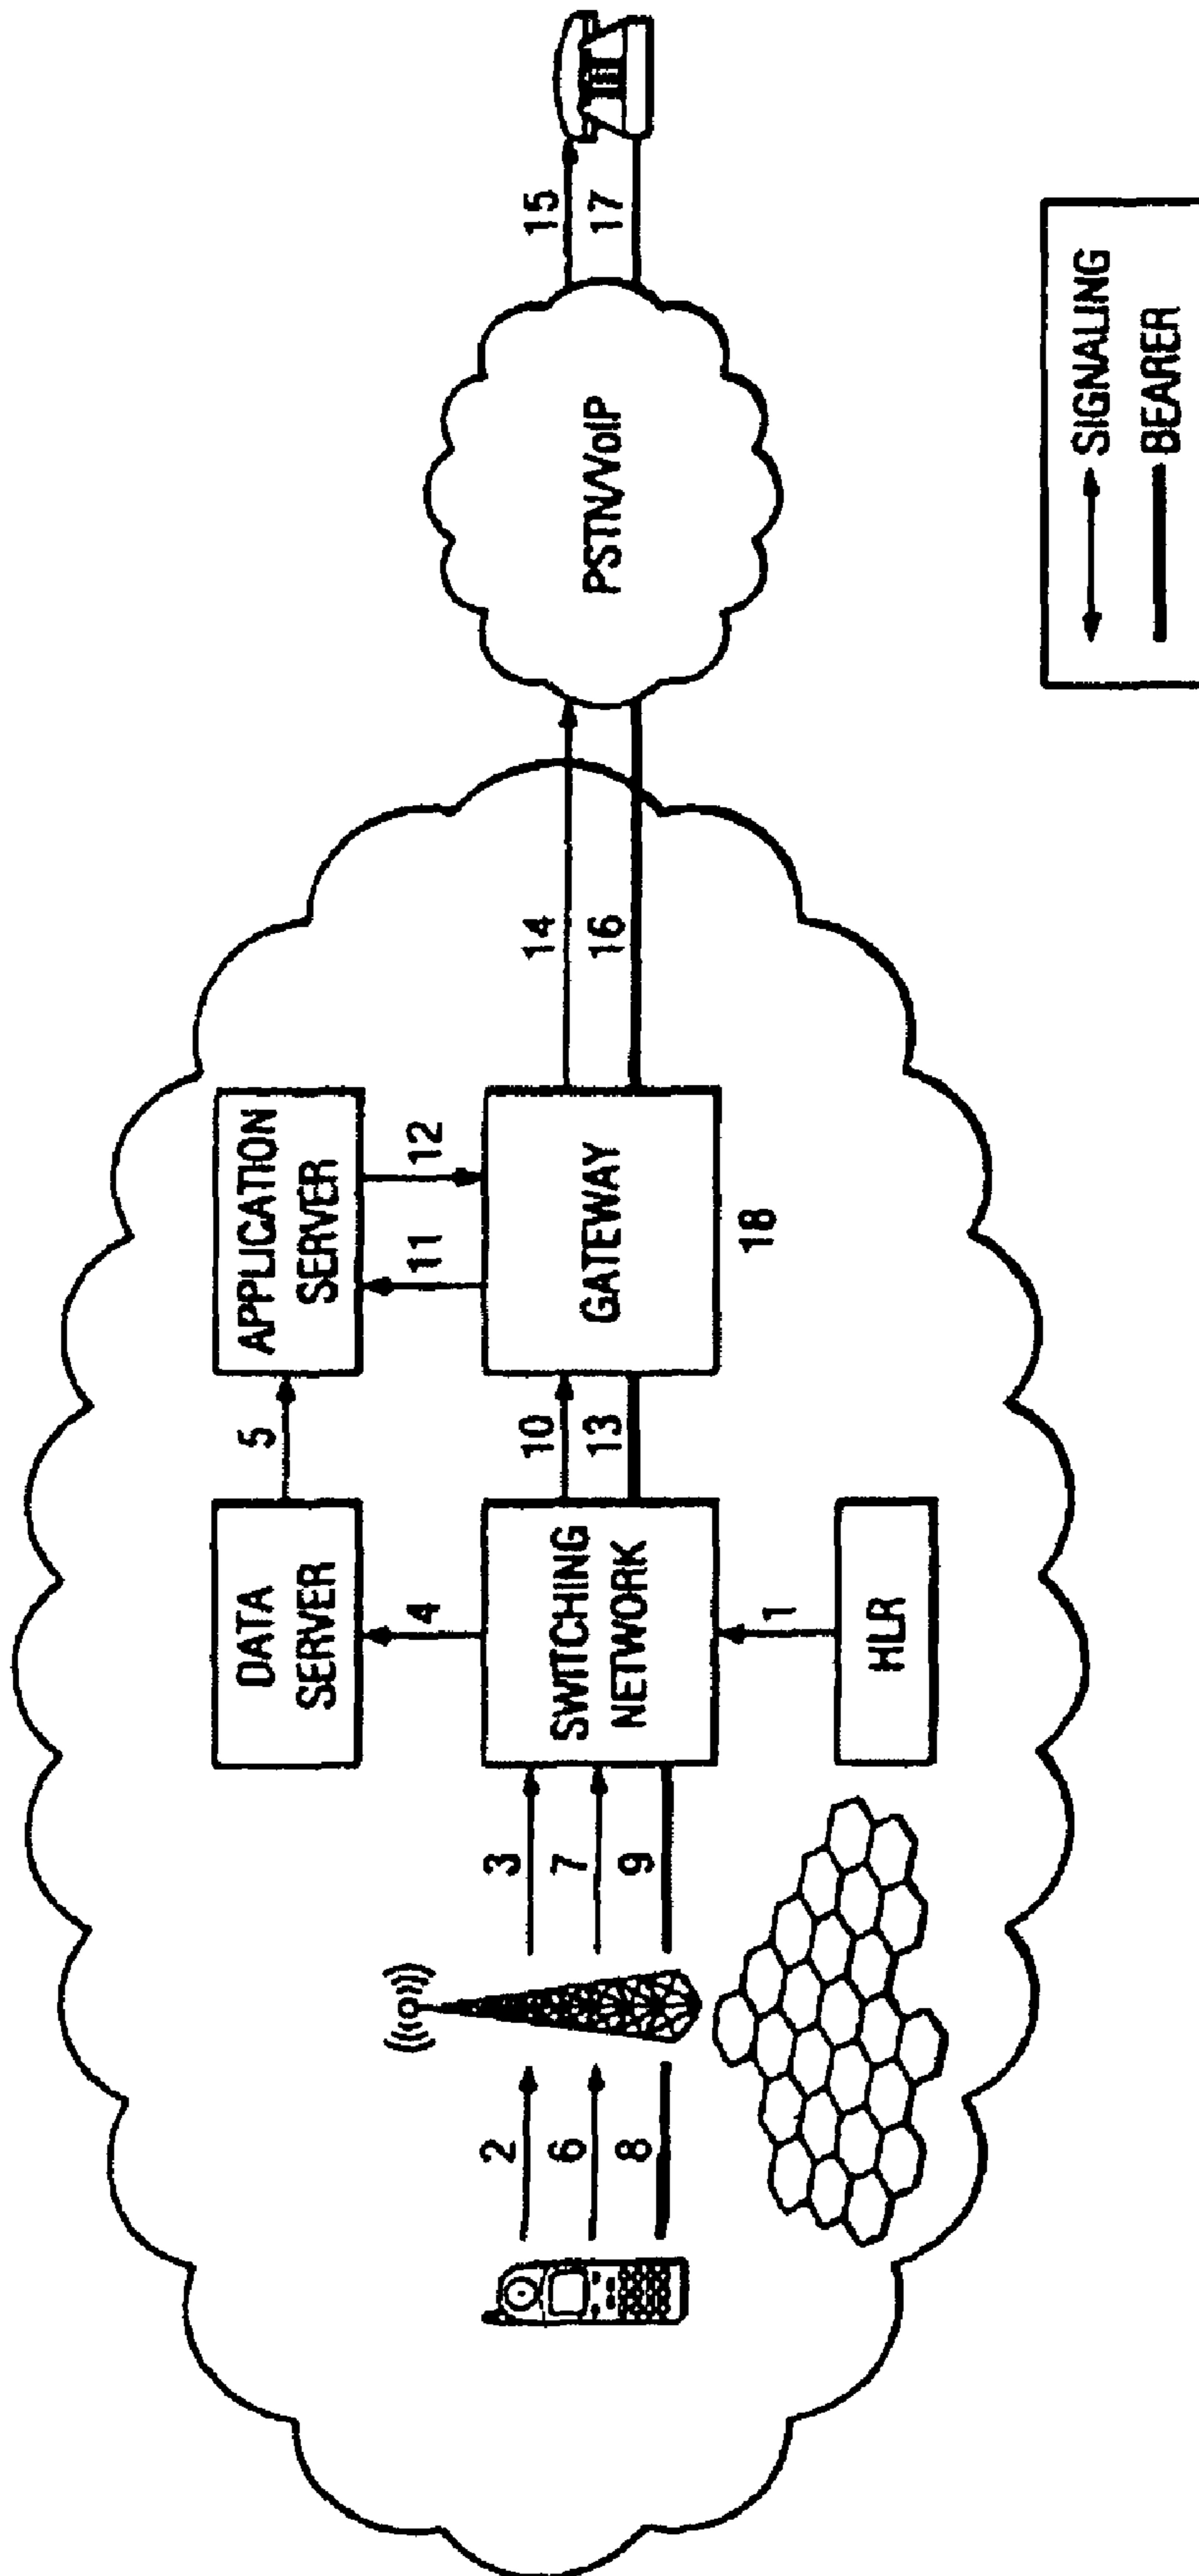 DATA
SERVER
5
APPLICATION
SERVER
4
11
12
2
3
6
7
8
9
SWITCHING
NETWORK
10
13
GATEWAY
14
16
PSTN/VoIP
15
17
1
18
HLR
SIGNALING
BEARER